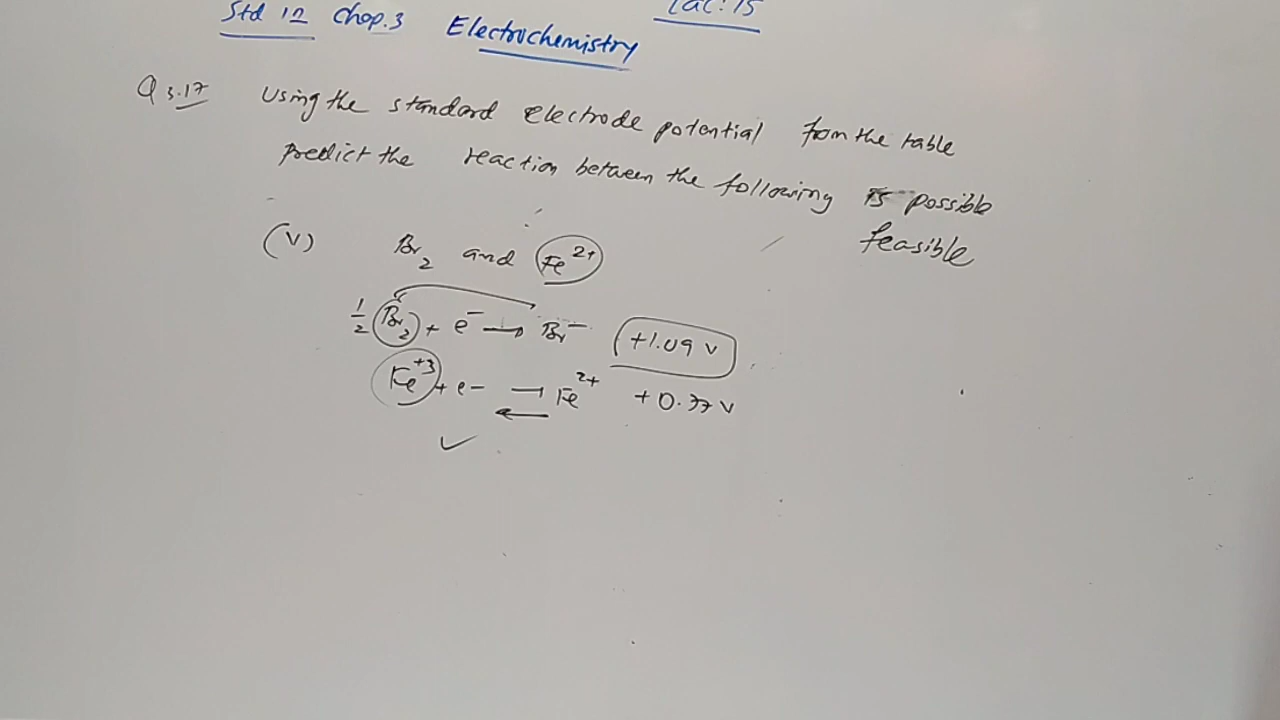 Std 12 Chap.3 Electrochemistry Lac: 15
Q 3.17 Using the standard electrode potential from the table
predict the reaction between the following is possible
feasible
(V) Br₂ and Fe²⁺
½ Br₂ + e⁻ → Br⁻ +1.09 V
Fe⁺³ + e⁻ → Fe²⁺ +0.77 V
←
✓